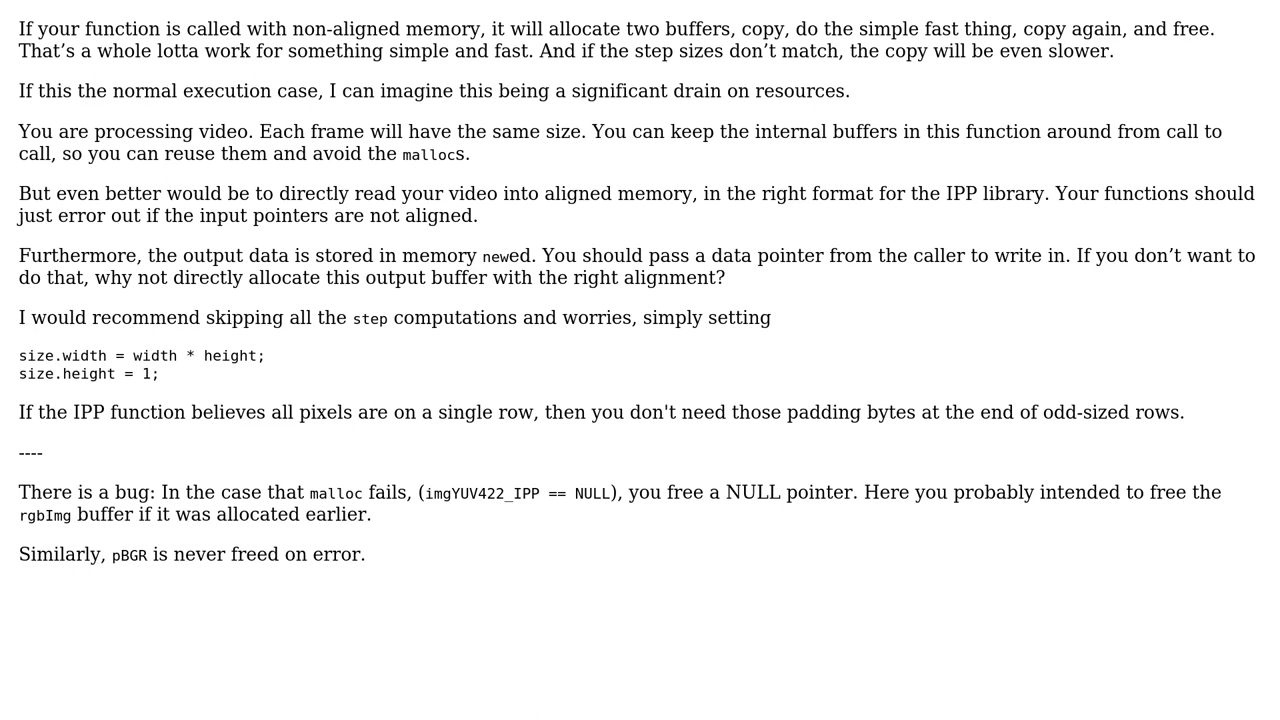 If your function is called with non-aligned memory, it will allocate two buffers, copy, do the simple fast thing, copy again, and free.
That’s a whole lotta work for something simple and fast. And if the step sizes don’t match, the copy will be even slower.
If this the normal execution case, I can imagine this being a significant drain on resources.
You are processing video. Each frame will have the same size. You can keep the internal buffers in this function around from call to
call, so you can reuse them and avoid the mallocs.
But even better would be to directly read your video into aligned memory, in the right format for the IPP library. Your functions should
just error out if the input pointers are not aligned.
Furthermore, the output data is stored in memory newed. You should pass a data pointer from the caller to write in. If you don’t want to
do that, why not directly allocate this output buffer with the right alignment?
I would recommend skipping all the step computations and worries, simply setting
size.width = width * height;
size.height = 1;
If the IPP function believes all pixels are on a single row, then you don't need those padding bytes at the end of odd-sized rows.
----
There is a bug: In the case that malloc fails, (imgYUV422_IPP == NULL), you free a NULL pointer. Here you probably intended to free the
rgbImg buffer if it was allocated earlier.
Similarly, pBGR is never freed on error.